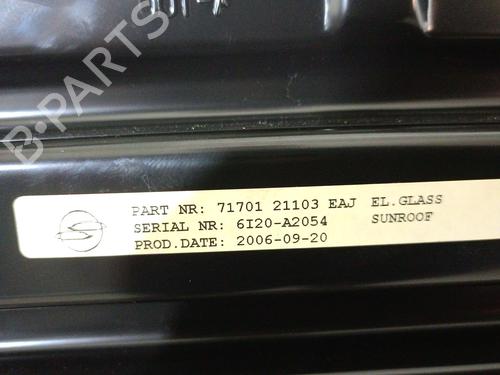 B-PARTS
PART NR: 71701 21103 EAJ EL.GLASS
SERIAL NR: 6I20-A2054 SUNROOF
PROD.DATE: 2006-09-20